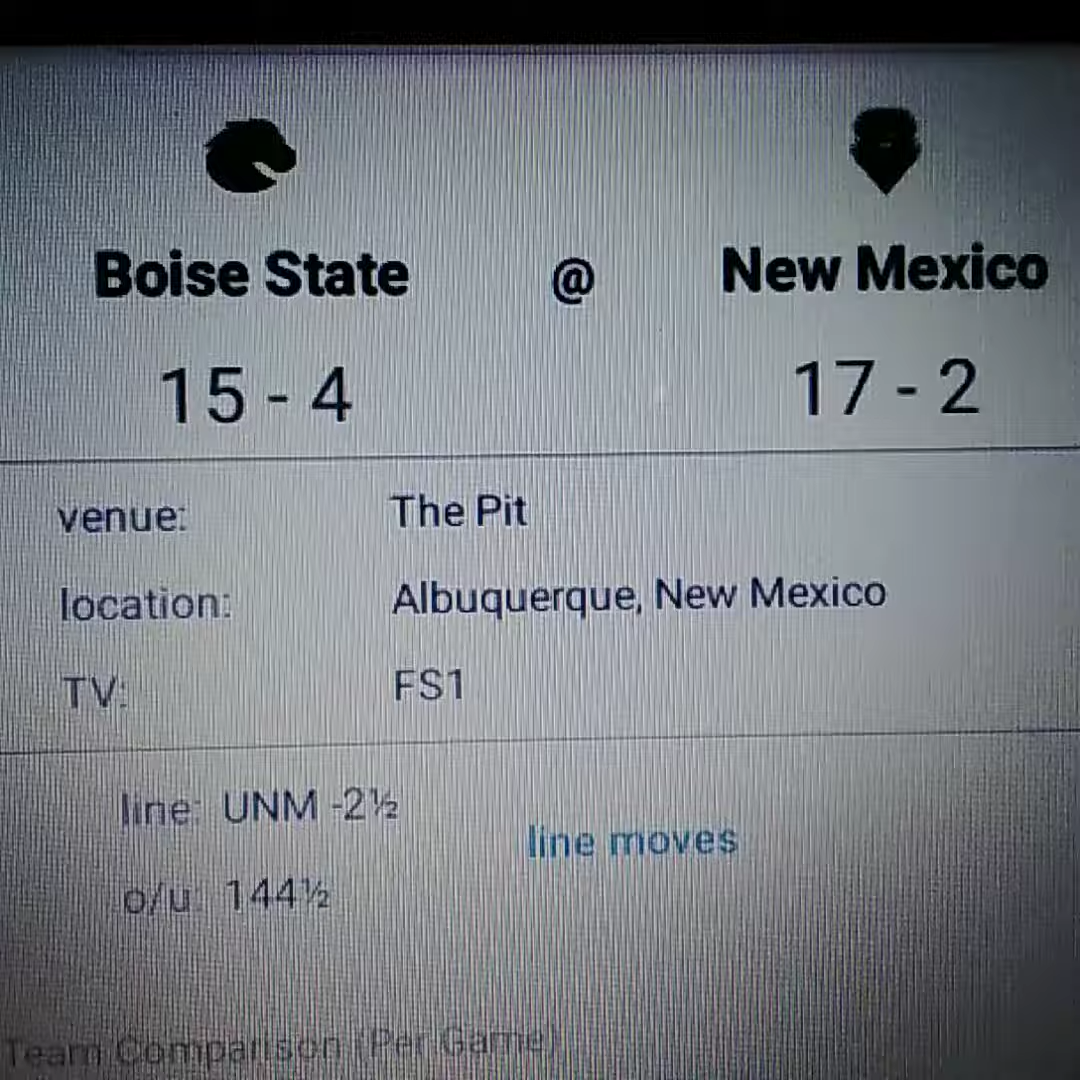 Boise State @ New Mexico
15 - 4 17 - 2
venue: The Pit
location: Albuquerque, New Mexico
TV: FS1
line: UNM -2½
line moves
o/u: 144½
Team Comparison (Per Game)